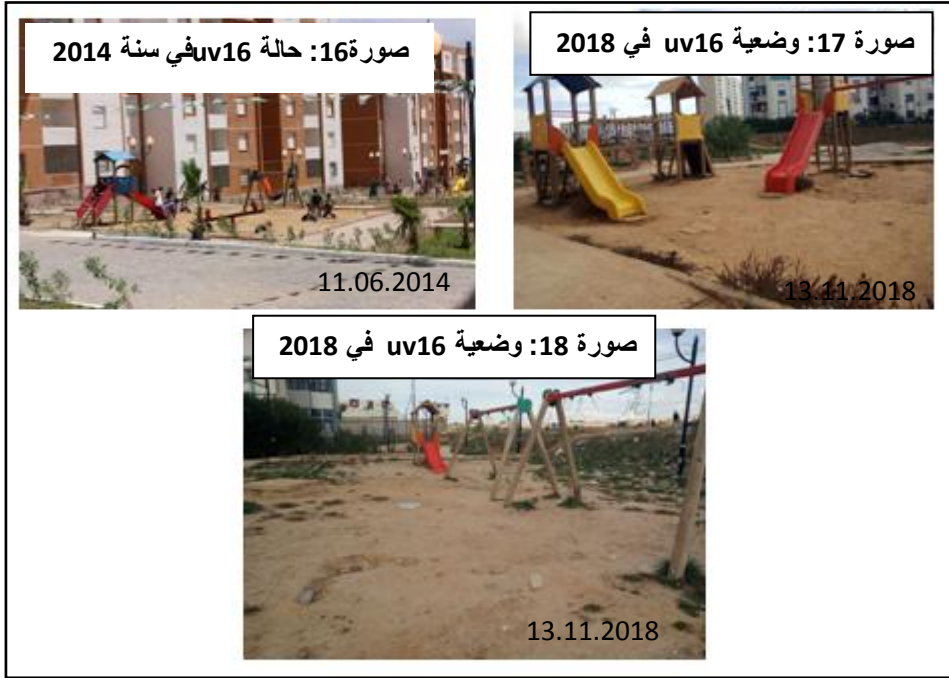 صورة16: حالة uv16في سنة 2014
11.06.2014
صورة 17: وضعية uv16 في 2018
13.11.2018
صورة 18: وضعية uv16 في 2018
13.11.2018